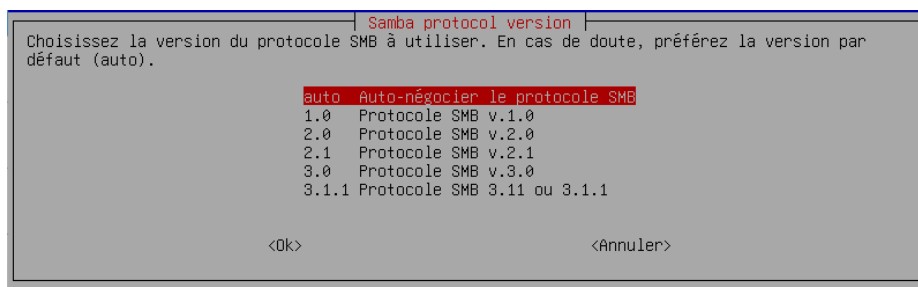 Samba protocol version
Choisissez la version du protocole SMB à utiliser. En cas de doute, préférez la version par
défaut (auto).
auto Auto-négocier le protocole SMB
1.0 Protocole SMB v.1.0
2.0 Protocole SMB v.2.0
2.1 Protocole SMB v.2.1
3.0 Protocole SMB v.3.0
3.1.1 Protocole SMB 3.11 ou 3.1.1
<Ok> <Annuler>